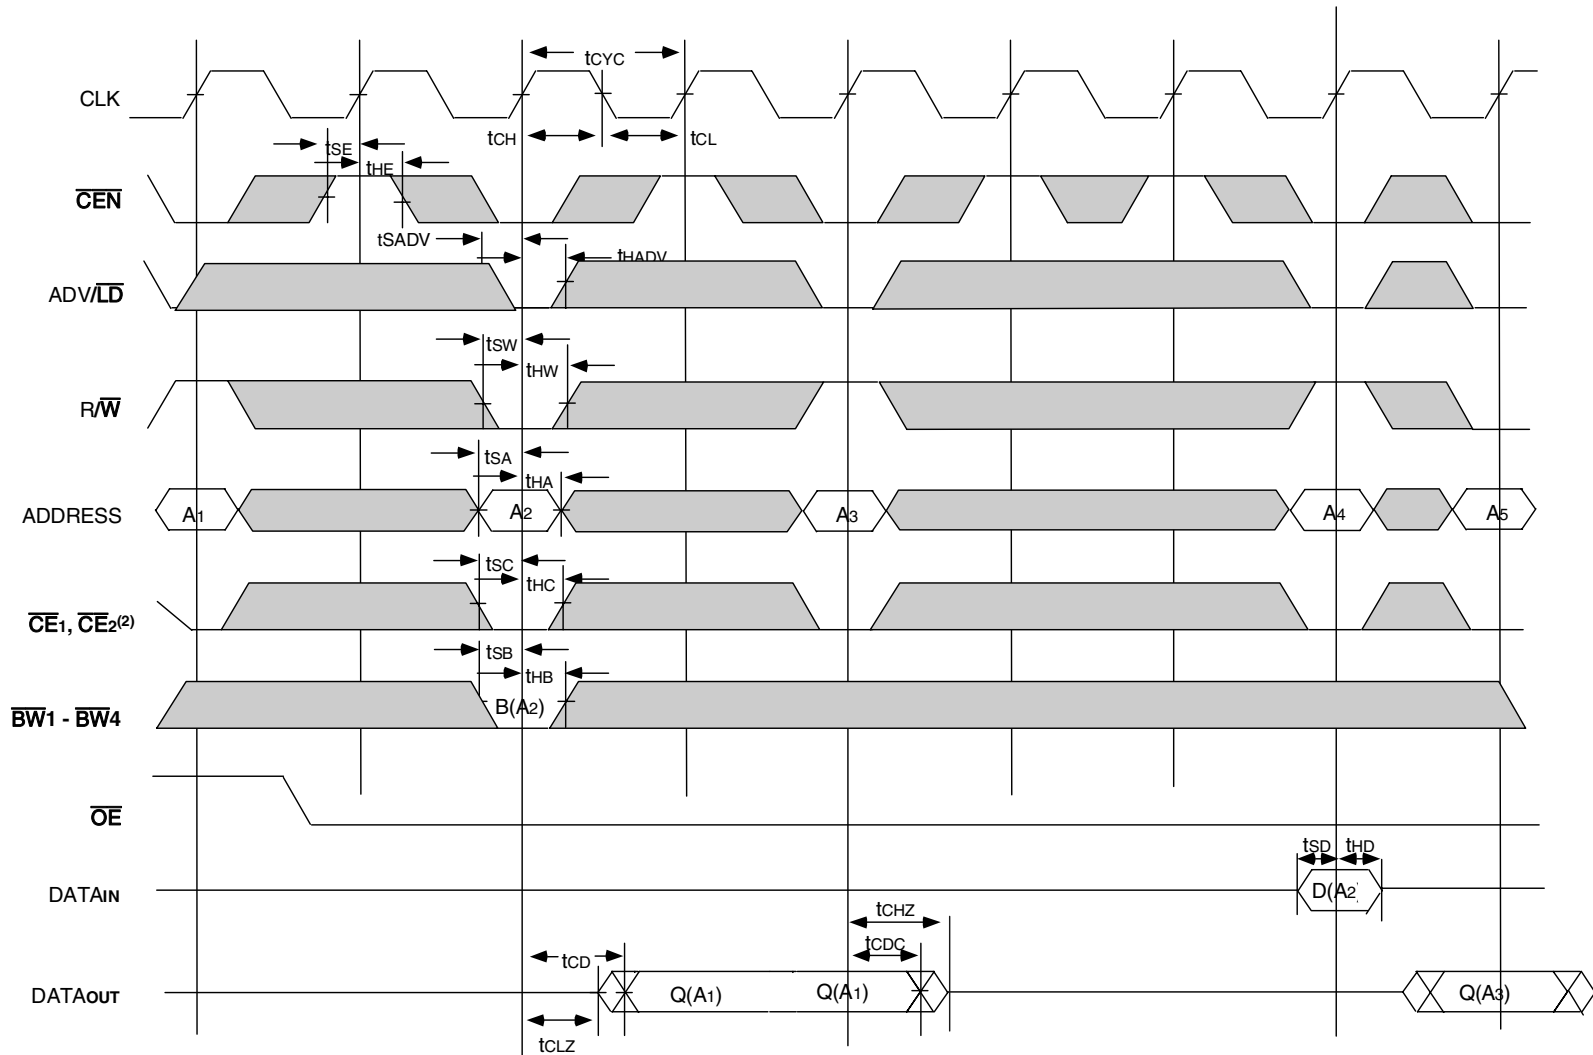 tCYC
CLK
tCH
tCL
tSE
tHE
CEN
tSADV
tHADV
ADV/LD
tSW
tHW
R/W
tSA
tHA
ADDRESS
A1
A2
A3
A4
A5
tSC
tHC
CE1, CE2(2)
tSB
tHB
BW1 - BW4
B(A2)
OE
tSD
tHD
DATAIN
D(A2)
tCHZ
tCDC
tCD
DATAOUT
Q(A1)
Q(A1)
Q(A3)
tCLZ